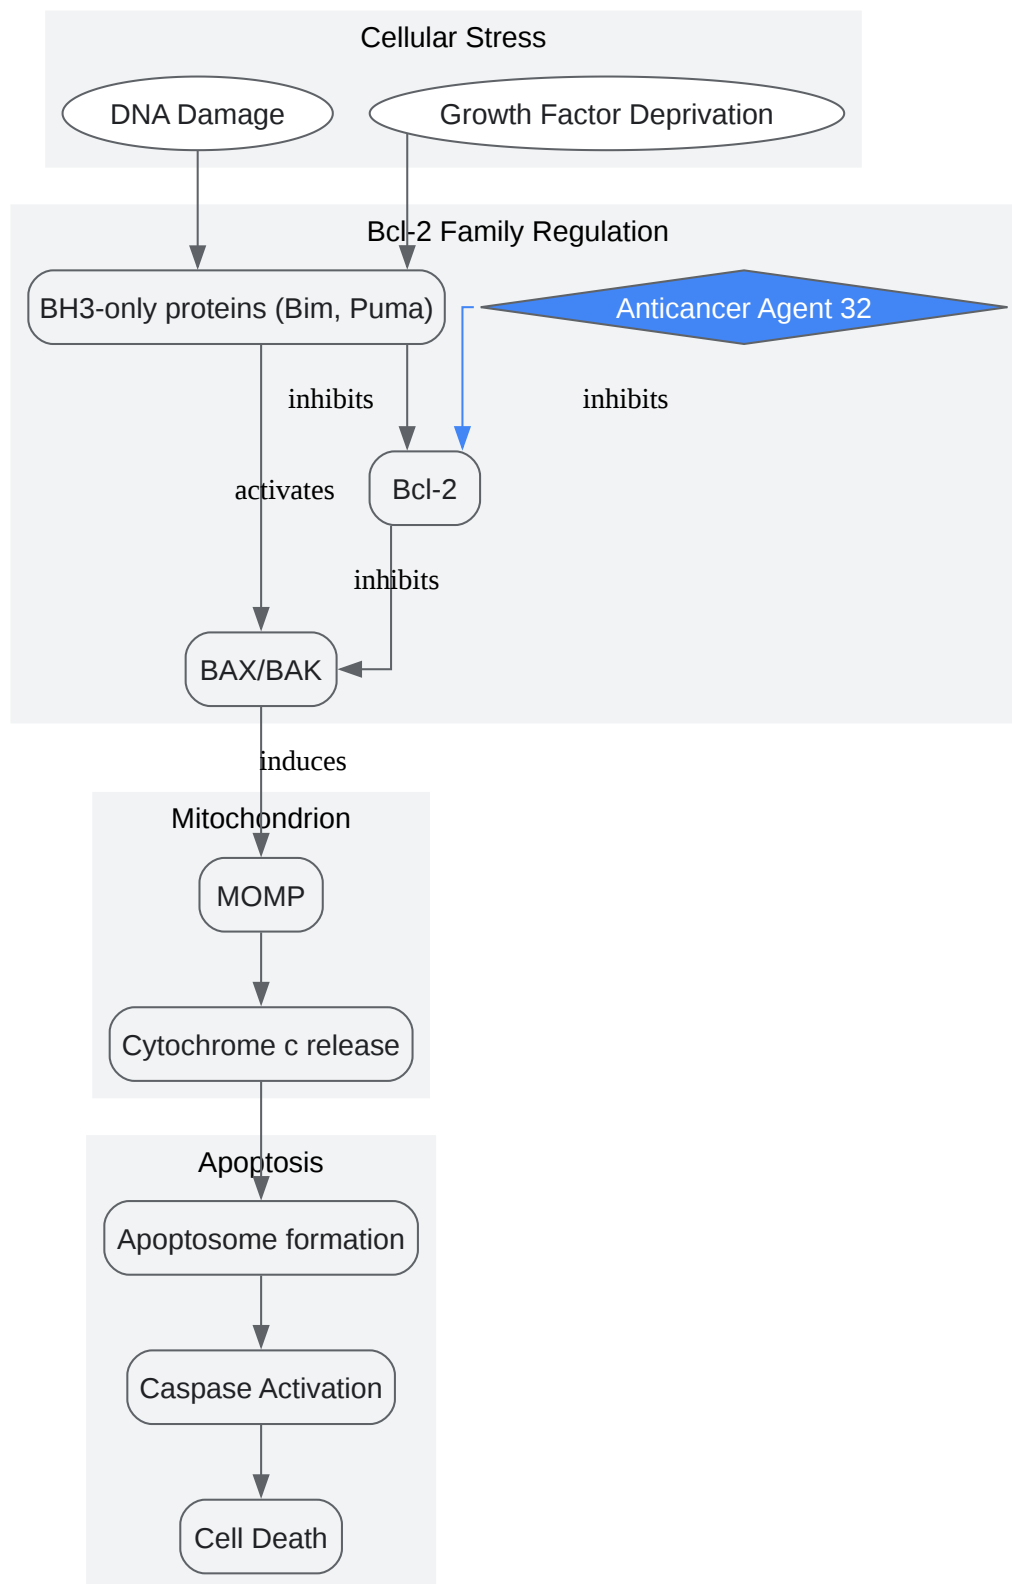 Cellular Stress
DNA Damage
Growth Factor Deprivation
Bcl-2 Family Regulation
BH3-only proteins (Bim, Puma)
Anticancer Agent 32
inhibits
inhibits
activates
Bcl-2
inhibits
BAX/BAK
induces
Mitochondrion
MOMP
Cytochrome c release
Apoptosis
Apoptosome formation
Caspase Activation
Cell Death